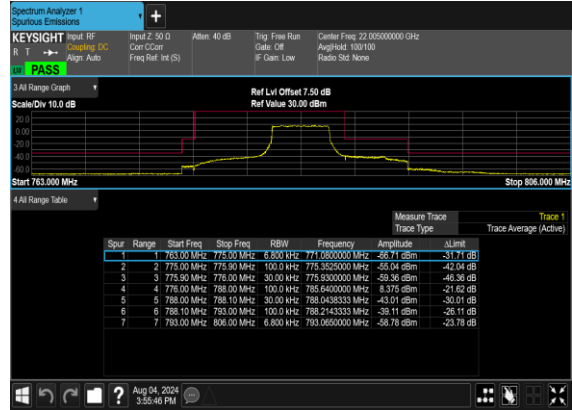 Spectrum Analyzer 1
Spurious Emissions
KEYSIGHT Input: RF Input Z: 50 Ω Atten: 40 dB Trig: Free Run Center Freq: 22.005000000 GHz
R T Coupling: DC Corr CCorr Gate: Off Avg|Hold: 100/100
Align: Auto Freq Ref: Int (S) IF Gain: Low Radio Std: None
LW PASS
3 All Range Graph
Ref Lvl Offset 7.50 dB
Scale/Div 10.0 dB Ref Value 30.00 dBm
20.0
0.00
-20.0
-40.0
-60.0
Start 763.000 MHz Stop 806.000 MHz
4 All Range Table
Measure Trace Trace 1
Trace Type Trace Average (Active)
Spur Range Start Freq Stop Freq RBW Frequency Amplitude ΔLimit
1 1 763.00 MHz 775.00 MHz 6.800 kHz 771.0800000 MHz -66.71 dBm -31.71 dB
2 2 775.00 MHz 775.90 MHz 100.0 kHz 775.3525000 MHz -55.04 dBm -42.04 dB
3 3 775.90 MHz 776.00 MHz 30.00 kHz 775.9300000 MHz -59.36 dBm -46.36 dB
4 4 776.00 MHz 788.00 MHz 100.0 kHz 785.6400000 MHz 8.375 dBm -21.62 dB
5 5 788.00 MHz 788.10 MHz 30.00 kHz 788.0438333 MHz -43.01 dBm -30.01 dB
6 6 788.10 MHz 793.00 MHz 100.0 kHz 788.2143333 MHz -39.11 dBm -26.11 dB
7 7 793.00 MHz 806.00 MHz 6.800 kHz 793.0650000 MHz -58.78 dBm -23.78 dB
? Aug 04, 2024
3:55:46 PM